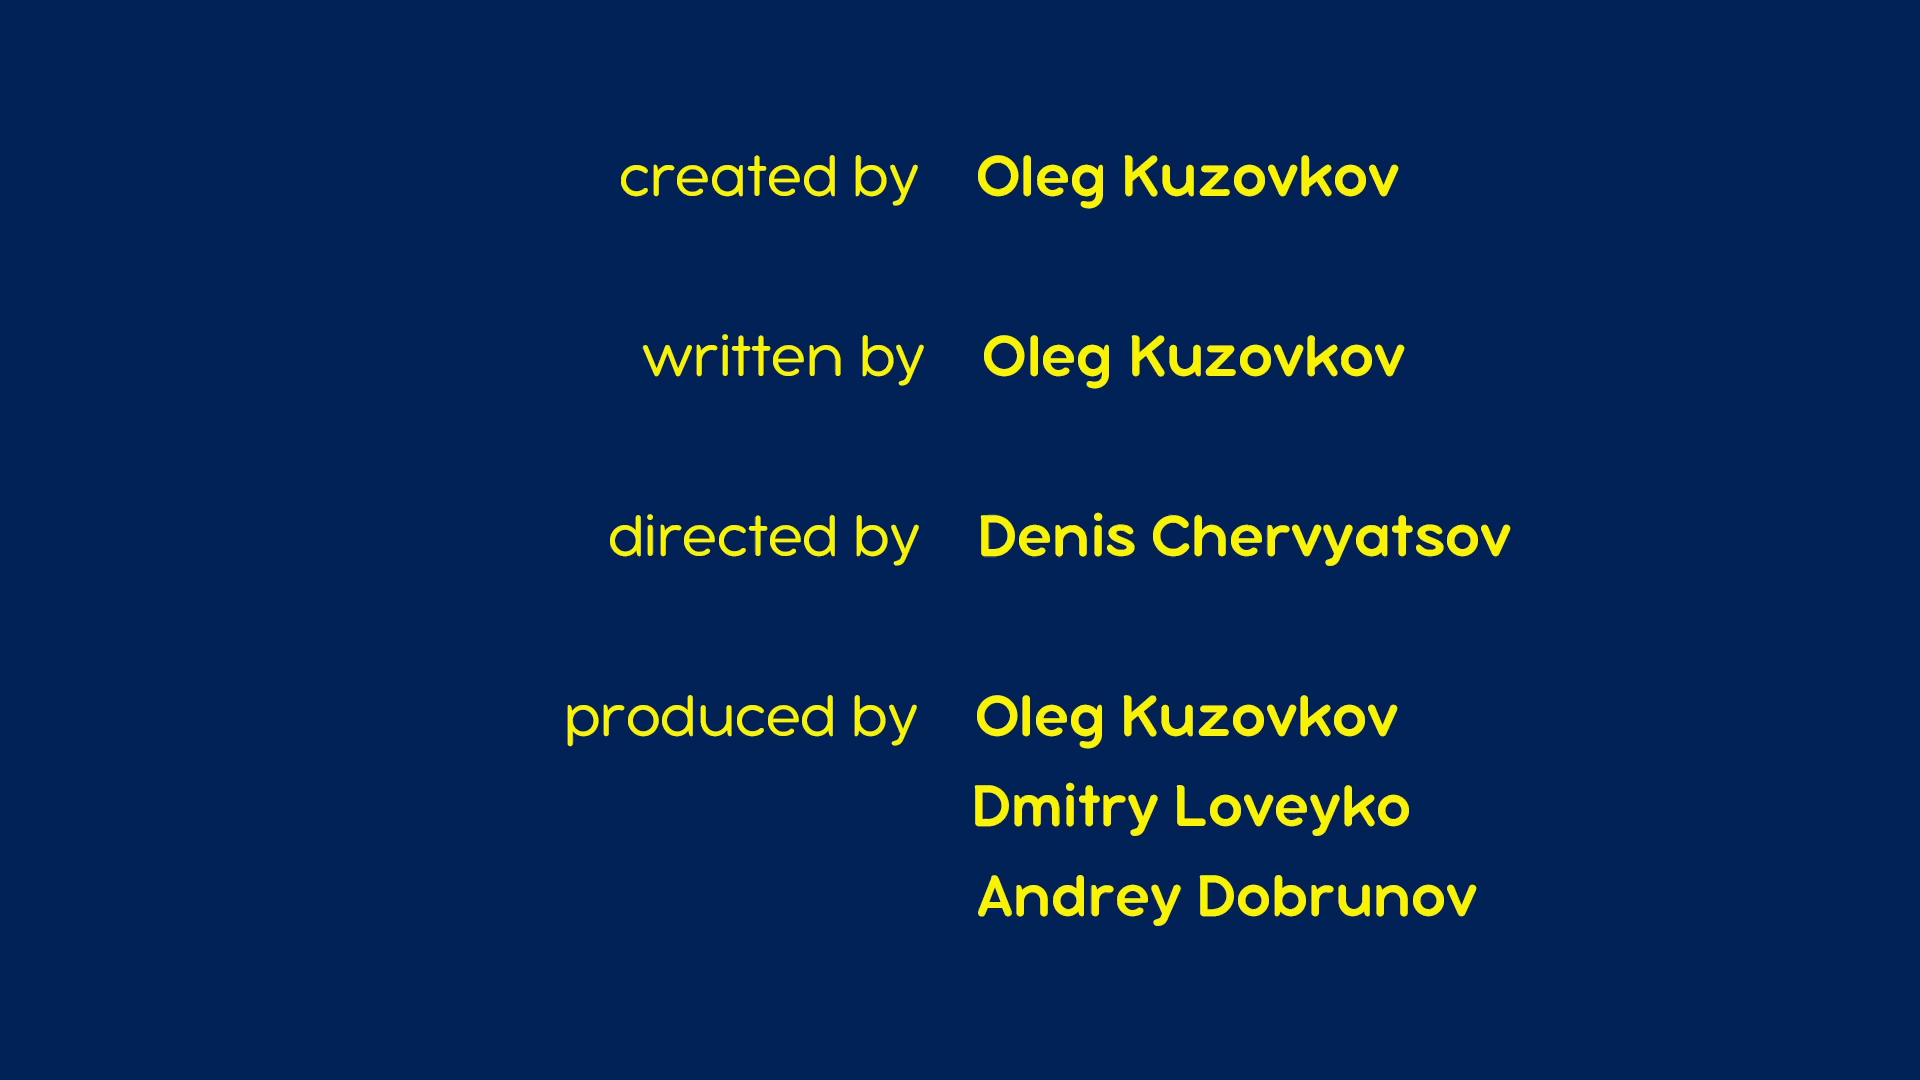 created by Oleg Kuzovkov
written by Oleg Kuzovkov
directed by Denis Chervyatsov
produced by Oleg Kuzovkov
Dmitry Loveyko
Andrey Dobrunov